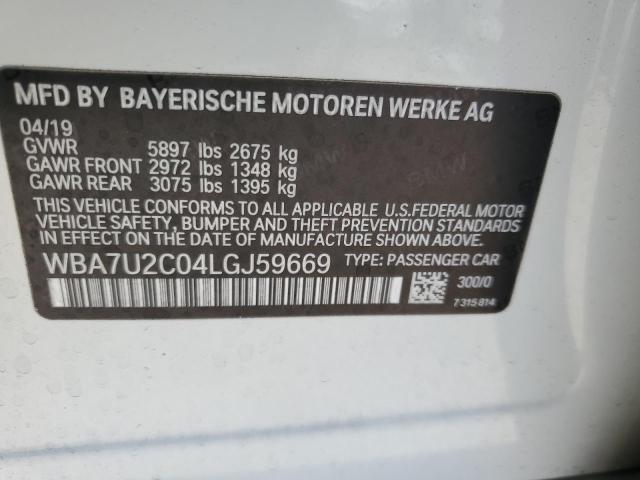 MFD BY BAYERISCHE MOTOREN WERKE AG
04/19
GVWR 5897 lbs 2675 kg
GAWR FRONT 2972 lbs 1348 kg
GAWR REAR 3075 lbs 1395 kg
THIS VEHICLE CONFORMS TO ALL APPLICABLE U.S.FEDERAL MOTOR
VEHICLE SAFETY, BUMPER AND THEFT PREVENTION STANDARDS
IN EFFECT ON THE DATE OF MANUFACTURE SHOWN ABOVE.
WBA7U2C04LGJ59669 TYPE: PASSENGER CAR
300/0
7315814
BMW